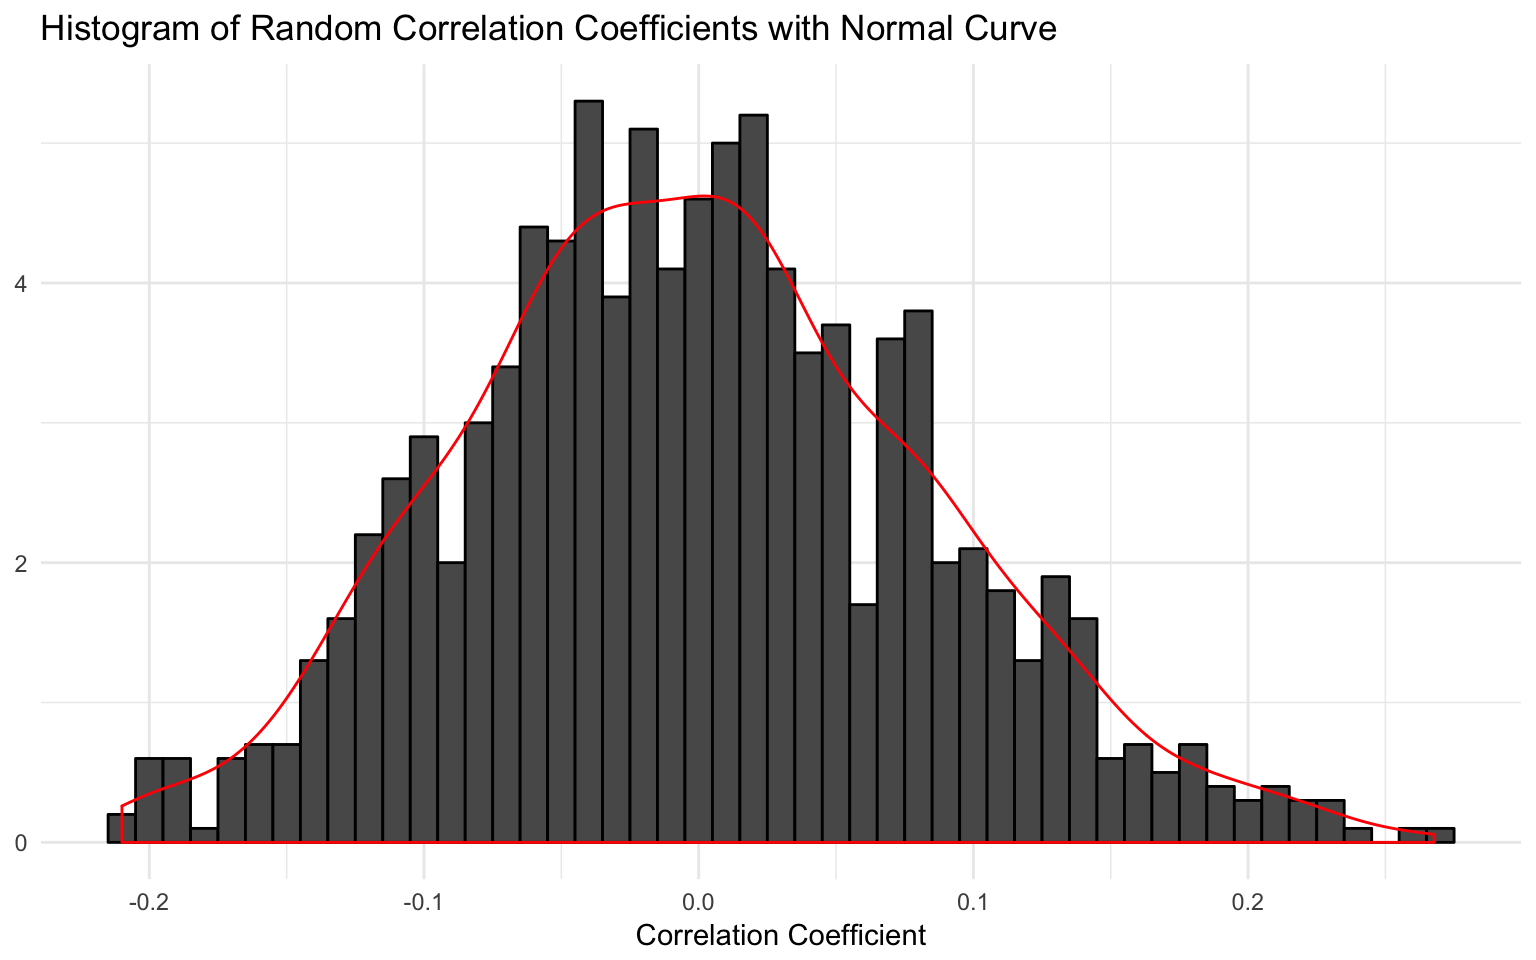 Histogram of Random Correlation Coefficients with Normal Curve
4
2
0
-0.2 -0.1 0.0 0.1 0.2
Correlation Coefficient